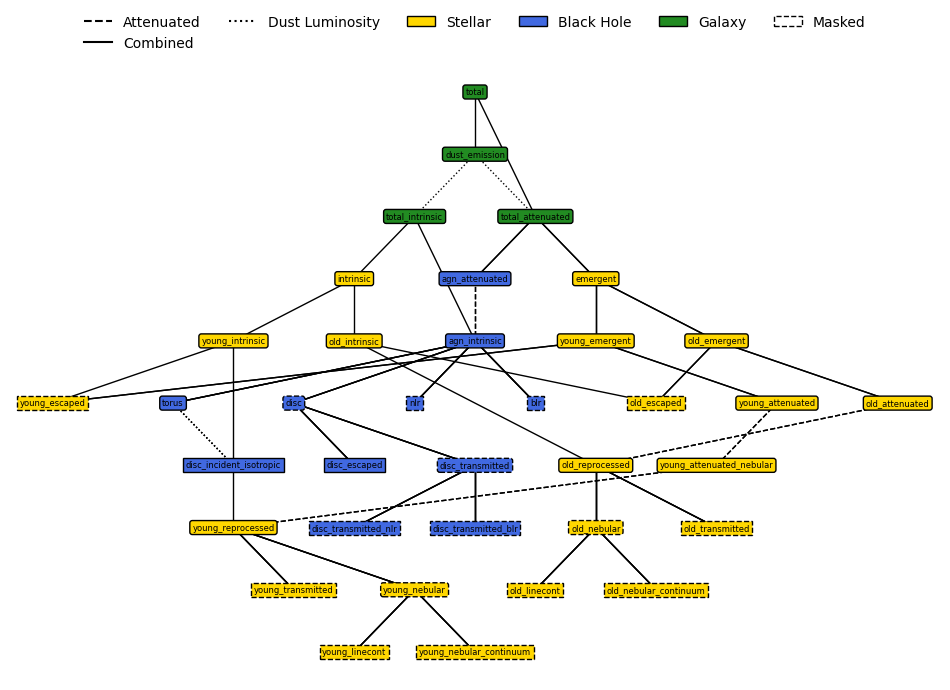 Attenuated
Dust Luminosity
Stellar
Black Hole
Galaxy
Masked
Combined
total
dust_emission
total_intrinsic
total_attenuated
intrinsic
agn_attenuated
emergent
young_intrinsic
old_intrinsic
agn_intrinsic
young_emergent
old_emergent
young_escaped
torus
disc
nlr
blr
old_escaped
young_attenuated
old_attenuated
disc_incident_isotropic
disc_escaped
disc_transmitted
old_reprocessed
young_attenuated_nebular
young_reprocessed
disc_transmitted_nlr
disc_transmitted_blr
old_nebular
old_transmitted
young_transmitted
young_nebular
old_linecont
old_nebular_continuum
young_linecont
young_nebular_continuum